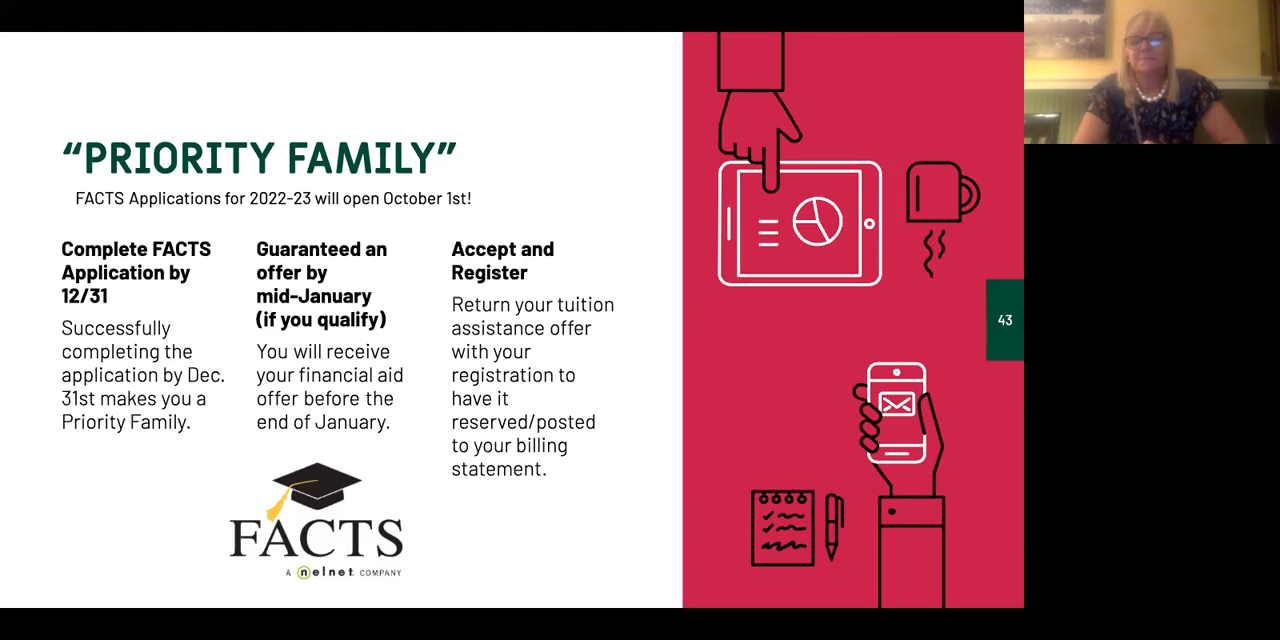 “PRIORITY FAMILY”
FACTS Applications for 2022-23 will open October 1st!
Complete FACTS
Application by
12/31
Successfully
completing the
application by Dec.
31st makes you a
Priority Family.
Guaranteed an
offer by
mid-January
(if you qualify)
You will receive
your financial aid
offer before the
end of January.
Accept and
Register
Return your tuition
assistance offer
with your
registration to
have it
reserved/posted
to your billing
statement.
FACTS
A nelnet COMPANY
43